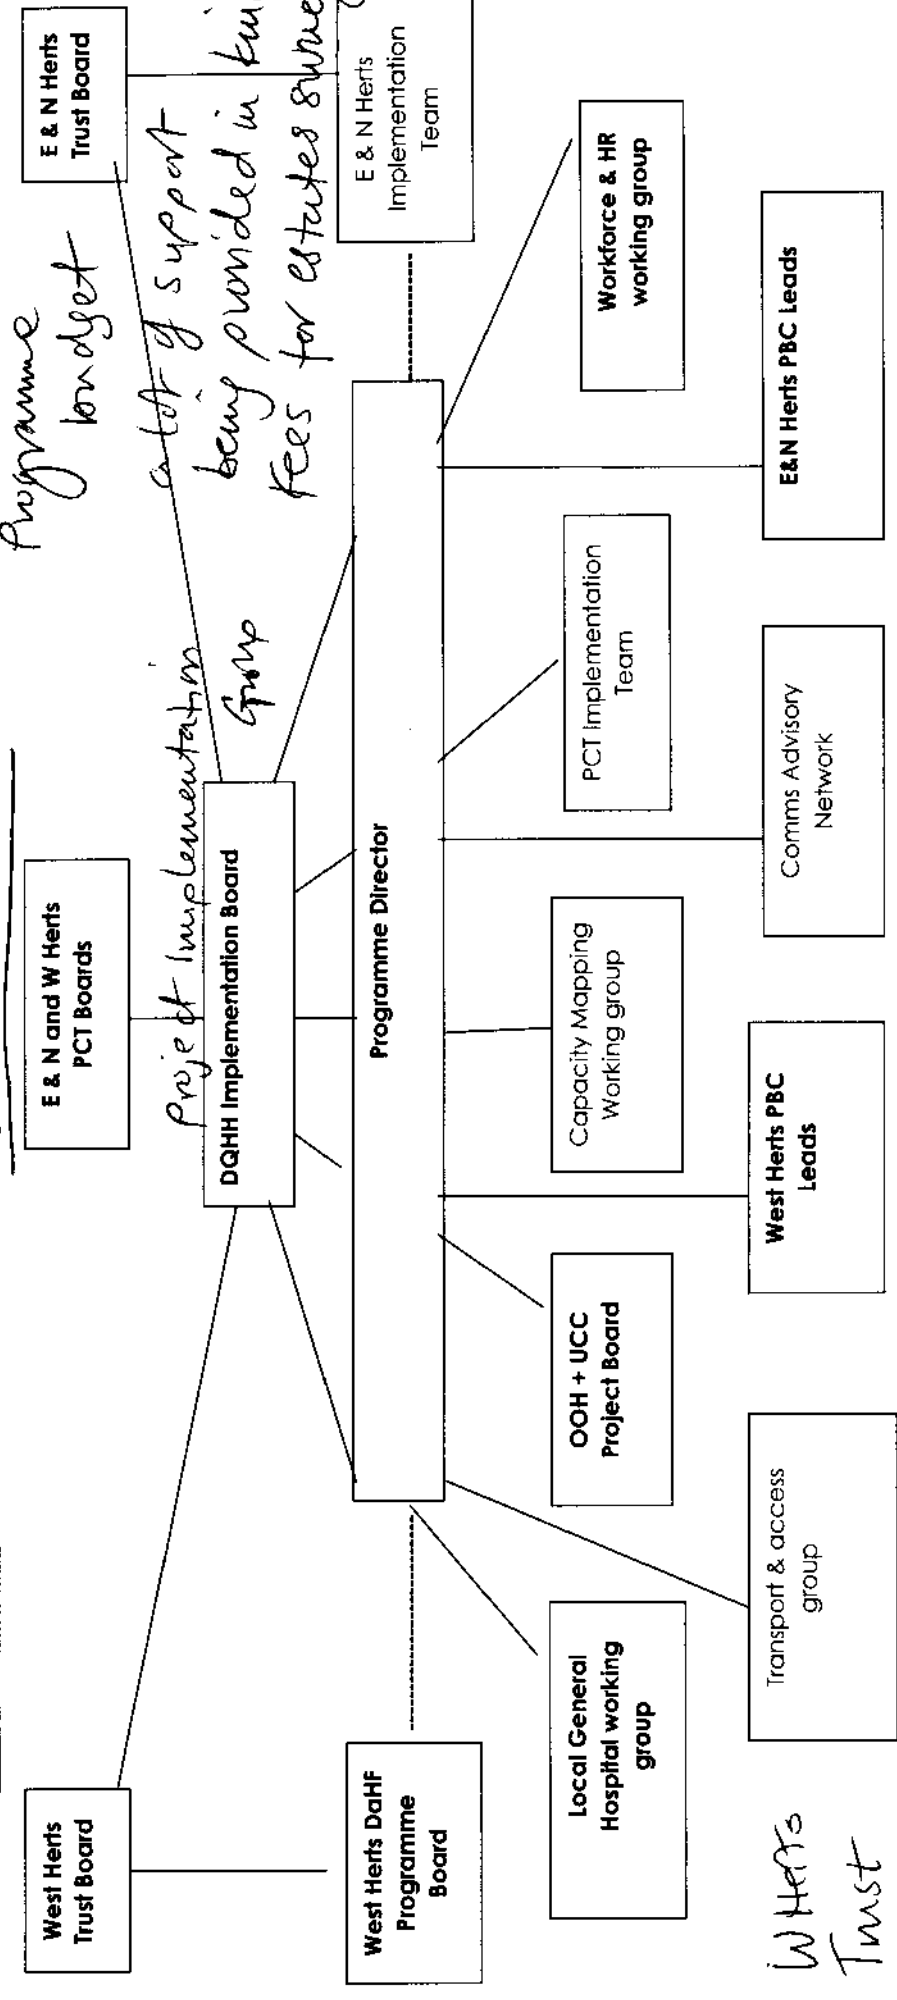 West Herts
Trust Board
E & N and W Herts
PCT Boards
E & N Herts
Trust Board
Programme
budget
a lot of support
being provided in
fees for estates
Project Implementation
Group
DQHH Implementation Board
West Herts DaHF
Programme
Board
Programme Director
E & N Herts
Implementation
Team
Local General
Hospital working
group
OOH + UCC
Project Board
Capacity Mapping
Working group
PCT Implementation
Team
Workforce & HR
working group
Transport & access
group
West Herts PBC
Leads
Comms Advisory
Network
E&N Herts PBC Leads
W Herts
Trust